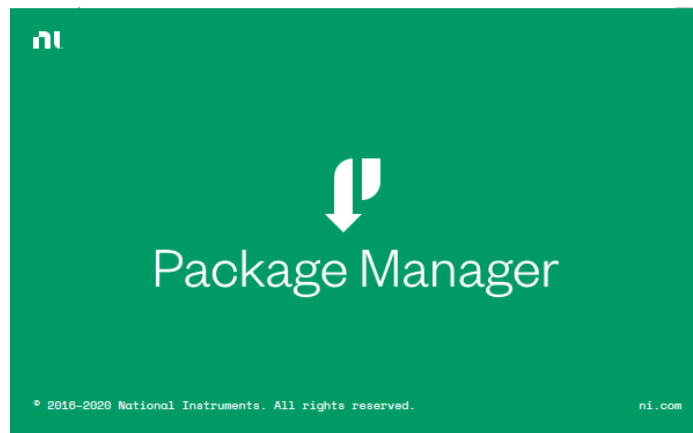 ni
Package Manager
© 2016–2020 National Instruments. All rights reserved.
ni.com